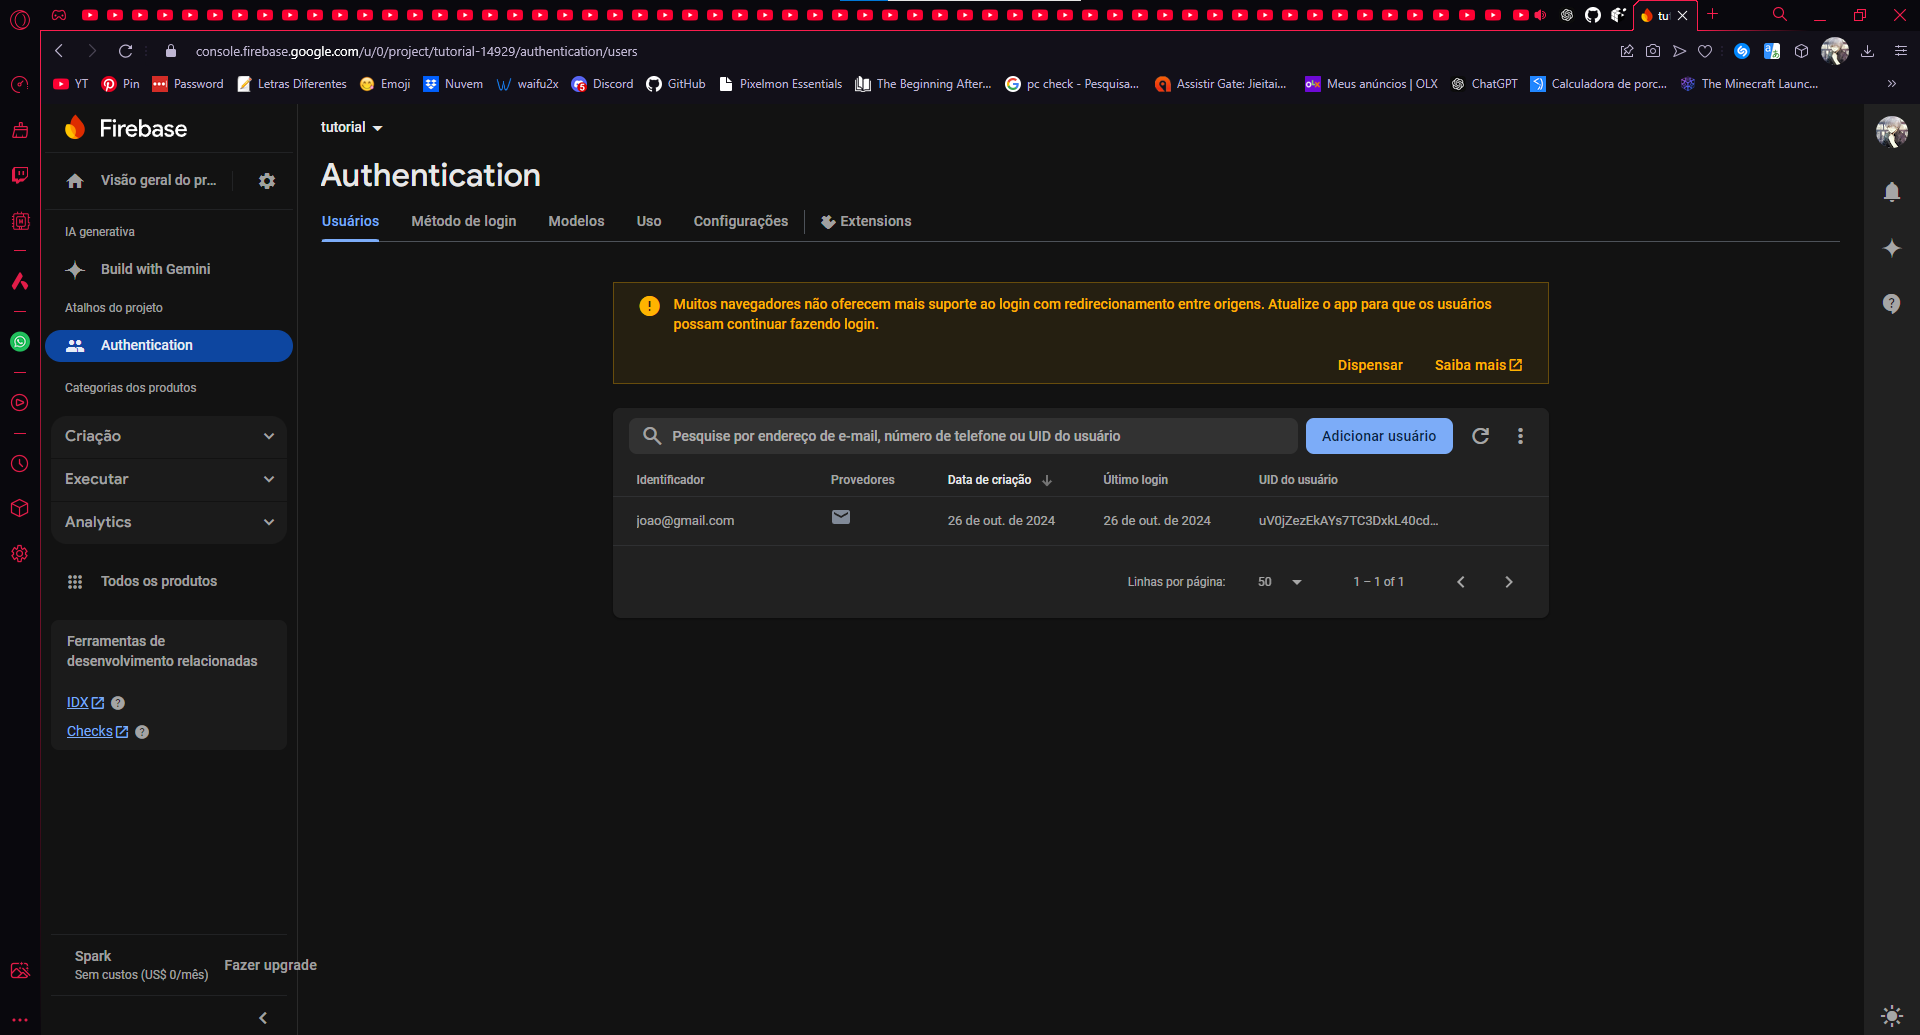 tu
console.firebase.google.com/u/0/project/tutorial-14929/authentication/users
YT
Pin
Password
Letras Diferentes
Emoji
Nuvem
waifu2x
Discord
GitHub
Pixelmon Essentials
The Beginning After...
pc check - Pesquisa...
Assistir Gate: Jieitai...
Meus anúncios | OLX
ChatGPT
Calculadora de porc...
The Minecraft Launc...
Firebase
Visão geral do pr...
IA generativa
Build with Gemini
Atalhos do projeto
Authentication
Categorias dos produtos
Criação
Executar
Analytics
Todos os produtos
Ferramentas de
desenvolvimento relacionadas
IDX
Checks
Spark
Sem custos (US$ 0/mês)
Fazer upgrade
tutorial
Authentication
Usuários
Método de login
Modelos
Uso
Configurações
Extensions
Muitos navegadores não oferecem mais suporte ao login com redirecionamento entre origens. Atualize o app para que os usuários
possam continuar fazendo login.
Dispensar
Saiba mais
Pesquise por endereço de e-mail, número de telefone ou UID do usuário
Adicionar usuário
Identificador
Provedores
Data de criação
Último login
UID do usuário
joao@gmail.com
26 de out. de 2024
26 de out. de 2024
uV0jZezEkAYs7TC3DxkL40cd...
Linhas por página:
50
1 – 1 of 1